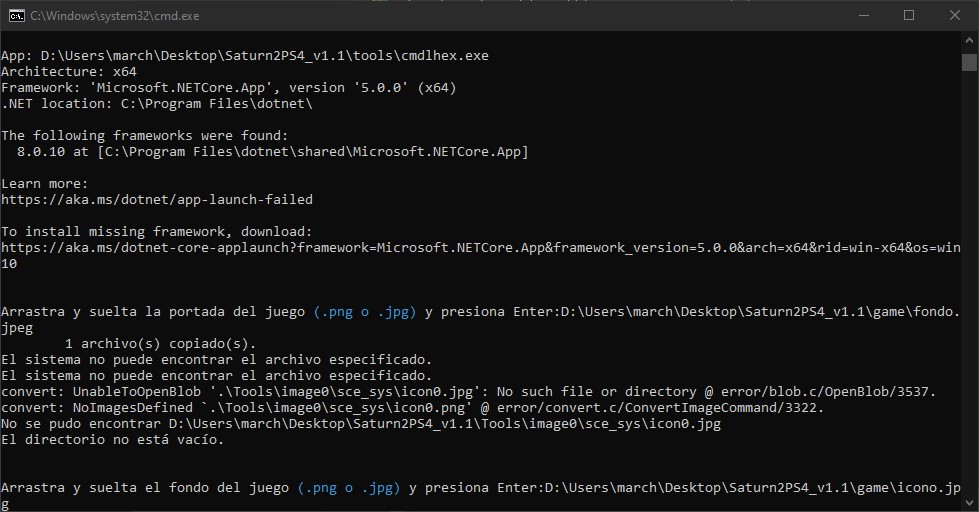 C:\Windows\system32\cmd.exe
App: D:\Users\march\Desktop\Saturn2PS4_v1.1\tools\cmdlhex.exe
Architecture: x64
Framework: 'Microsoft.NETCore.App', version '5.0.0' (x64)
.NET location: C:\Program Files\dotnet\
The following frameworks were found:
8.0.10 at [C:\Program Files\dotnet\shared\Microsoft.NETCore.App]
Learn more:
https://aka.ms/dotnet/app-launch-failed
To install missing framework, download:
https://aka.ms/dotnet-core-applaunch?framework=Microsoft.NETCore.App&framework_version=5.0.0&arch=x64&rid=win-x64&os=win
10
Arrastra y suelta la portada del juego (.png o .jpg) y presiona Enter:D:\Users\march\Desktop\Saturn2PS4_v1.1\game\fondo.
jpeg
1 archivo(s) copiado(s).
El sistema no puede encontrar el archivo especificado.
El sistema no puede encontrar el archivo especificado.
convert: UnableToOpenBlob '.\Tools\image0\sce_sys\icon0.jpg': No such file or directory @ error/blob.c/OpenBlob/3537.
convert: NoImagesDefined `.\Tools\image0\sce_sys\icon0.png' @ error/convert.c/ConvertImageCommand/3322.
No se pudo encontrar D:\Users\march\Desktop\Saturn2PS4_v1.1\Tools\image0\sce_sys\icon0.jpg
El directorio no está vacío.
Arrastra y suelta el fondo del juego (.png o .jpg) y presiona Enter:D:\Users\march\Desktop\Saturn2PS4_v1.1\game\icono.jp
g